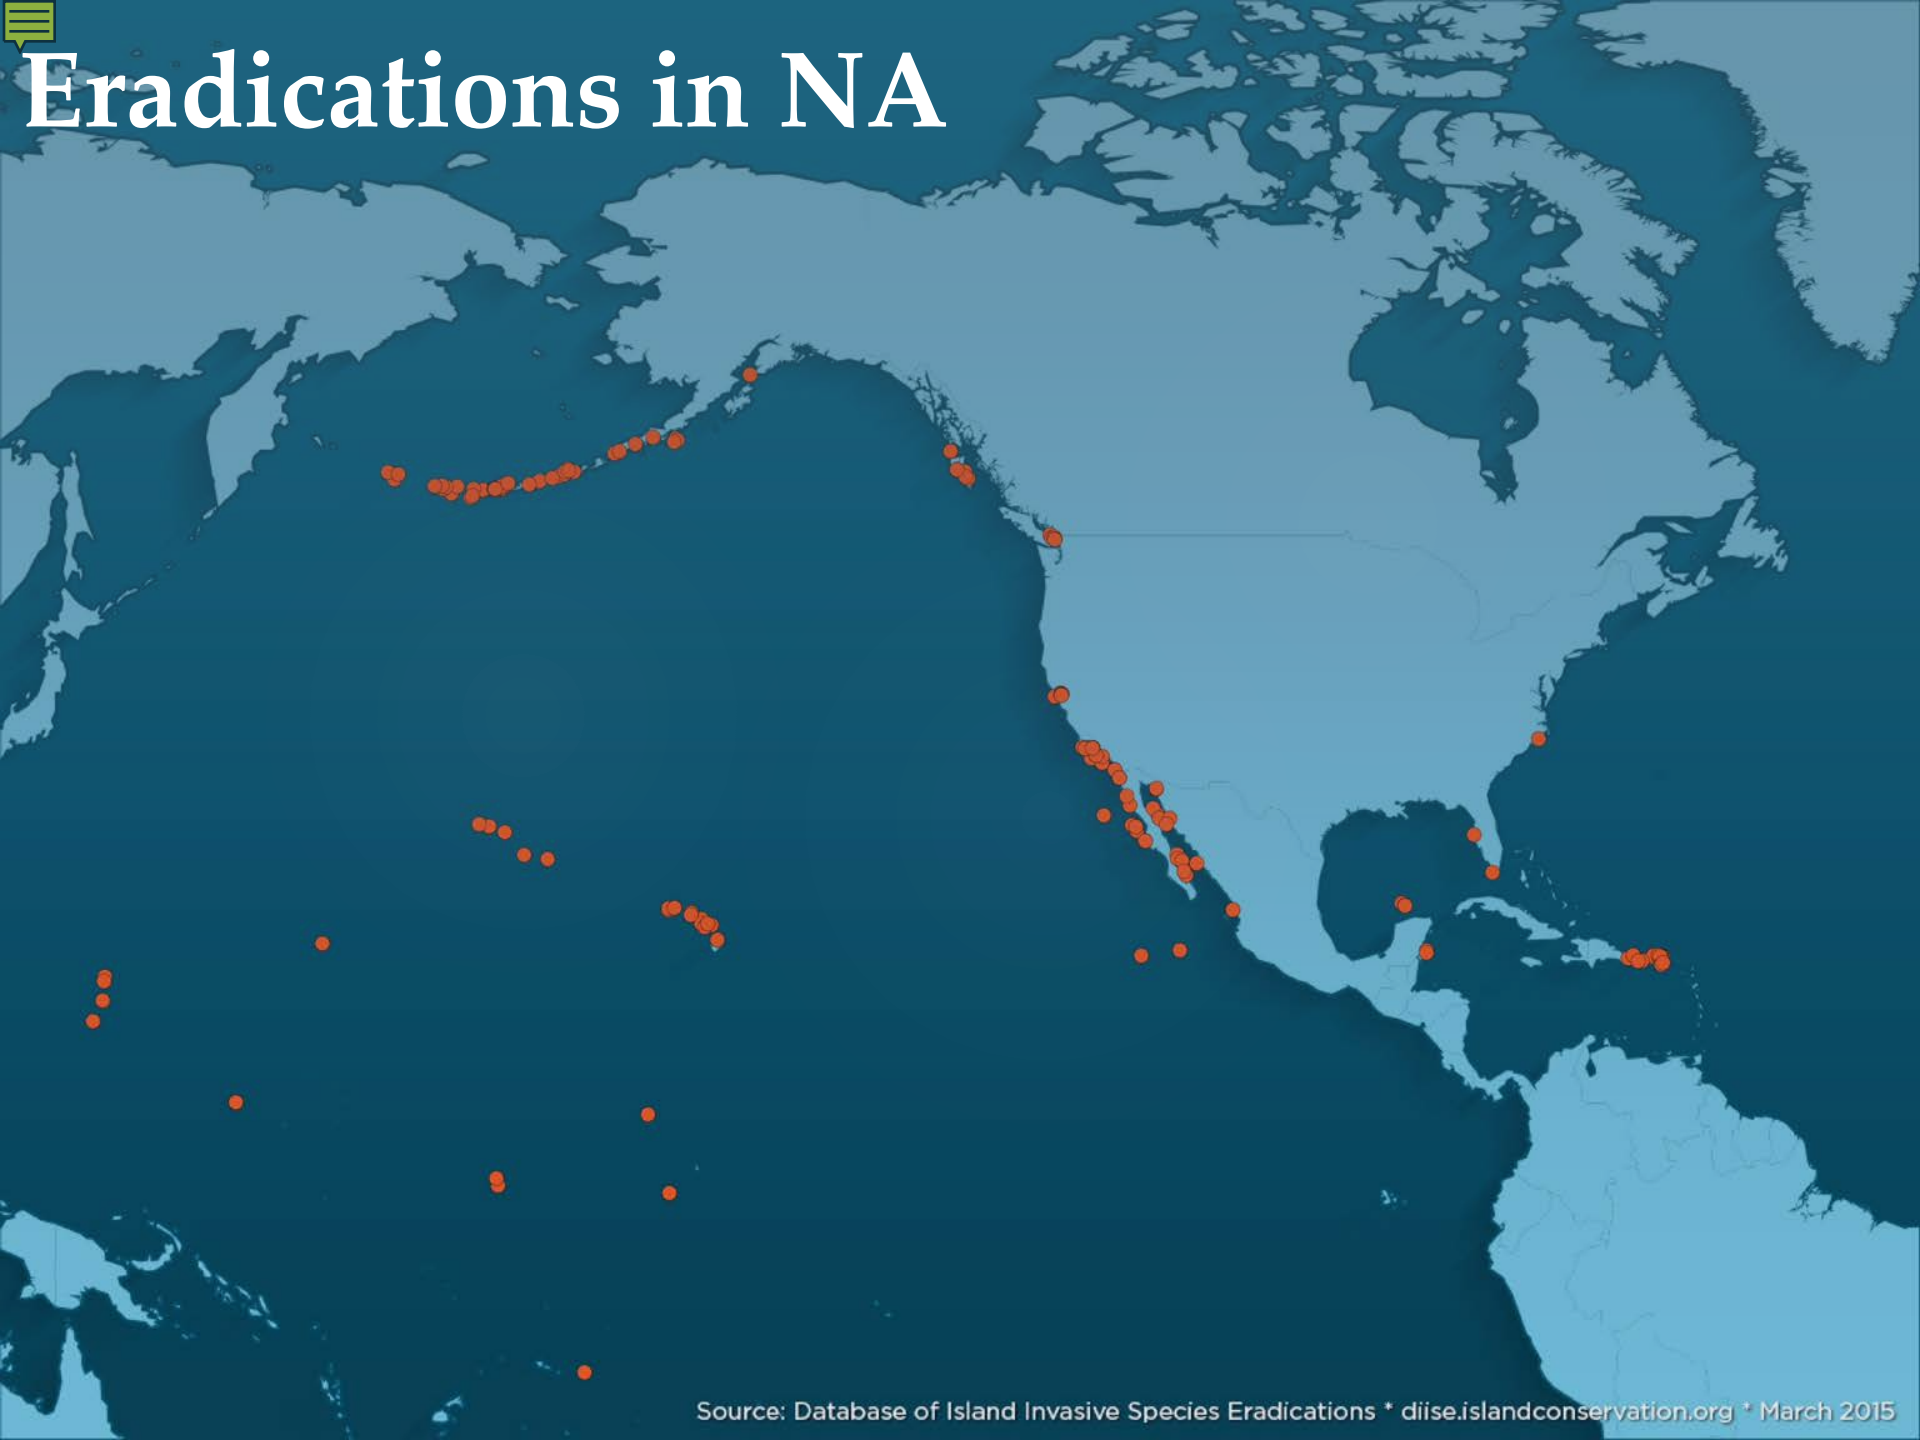 Eradications in NA
Source: Database of Island Invasive Species Eradications * diise.islandconservation.org * March 2015